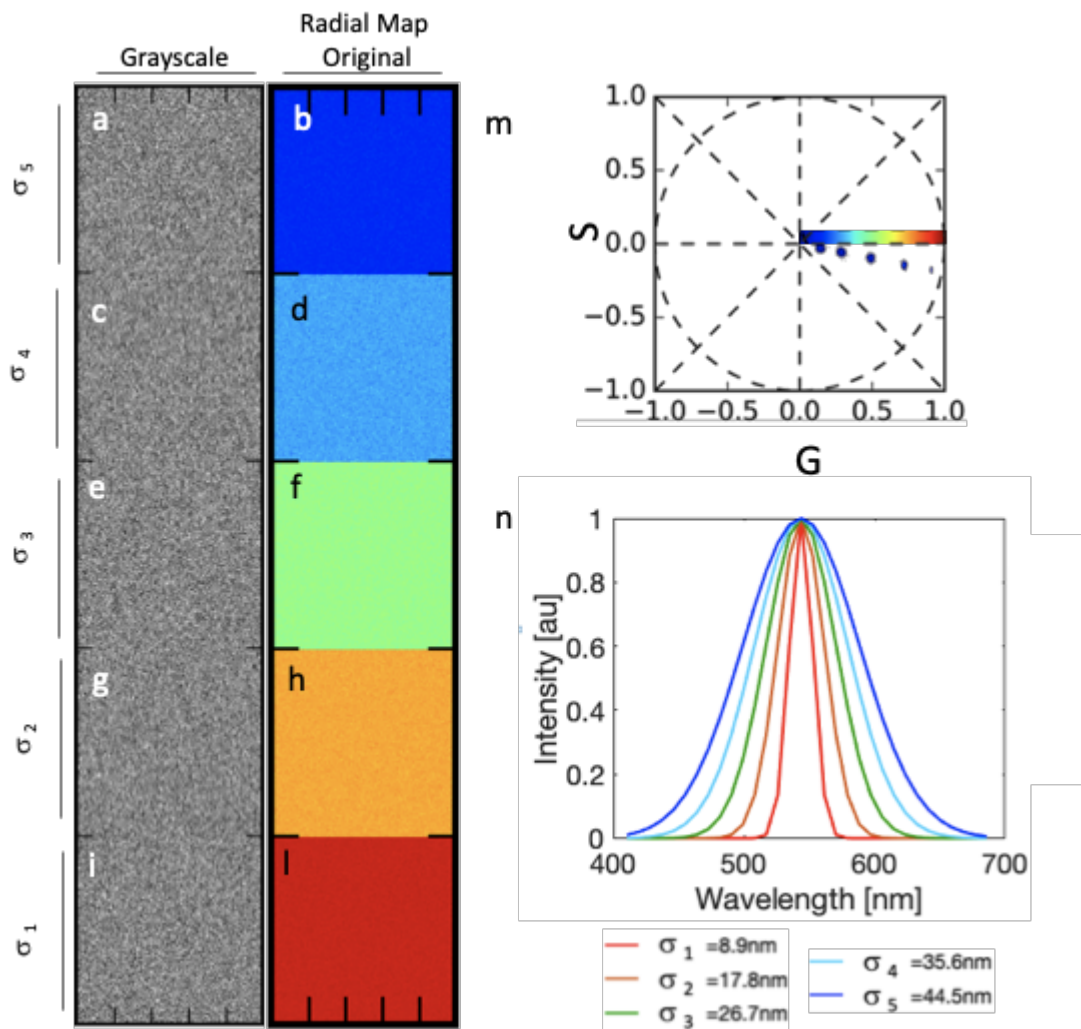 Radial Map
Grayscale Original
a b
σ 5
c d
σ 4
e f
σ 3
g h
σ 2
i l
σ 1
m
1.0
0.5
0.0
−0.5
−1.0
−1.0 −0.5 0.0 0.5 1.0
S
G
n
1
0.8
0.6
0.4
0.2
0
400 500 600 700
Intensity [au]
Wavelength [nm]
σ 1 =8.9nm
σ 2 =17.8nm
σ 3 =26.7nm
σ 4 =35.6nm
σ 5 =44.5nm